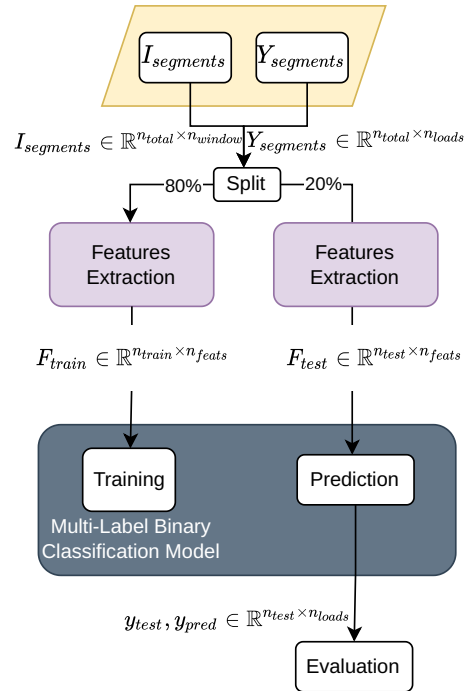 I_{segments} Y_{segments}
I_{segments} ∈ ℝ^{n_{total}×n_{window}} Y_{segments} ∈ ℝ^{n_{total}×n_{loads}}
80% Split 20%
Features
Extraction
Features
Extraction
F_{train} ∈ ℝ^{n_{train}×n_{feats}} F_{test} ∈ ℝ^{n_{test}×n_{feats}}
Training
Prediction
Multi-Label Binary
Classification Model
y_{test}, y_{pred} ∈ ℝ^{n_{test}×n_{loads}}
Evaluation